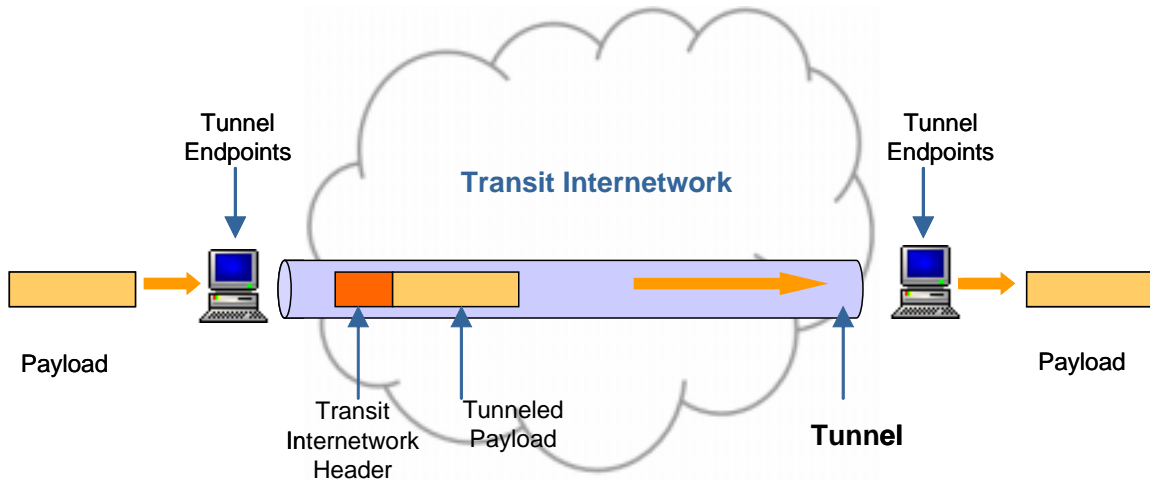 Tunnel
Endpoints
Tunnel
Endpoints
Transit Internetwork
Payload
Payload
Transit
Internetwork
Header
Tunneled
Payload
Tunnel